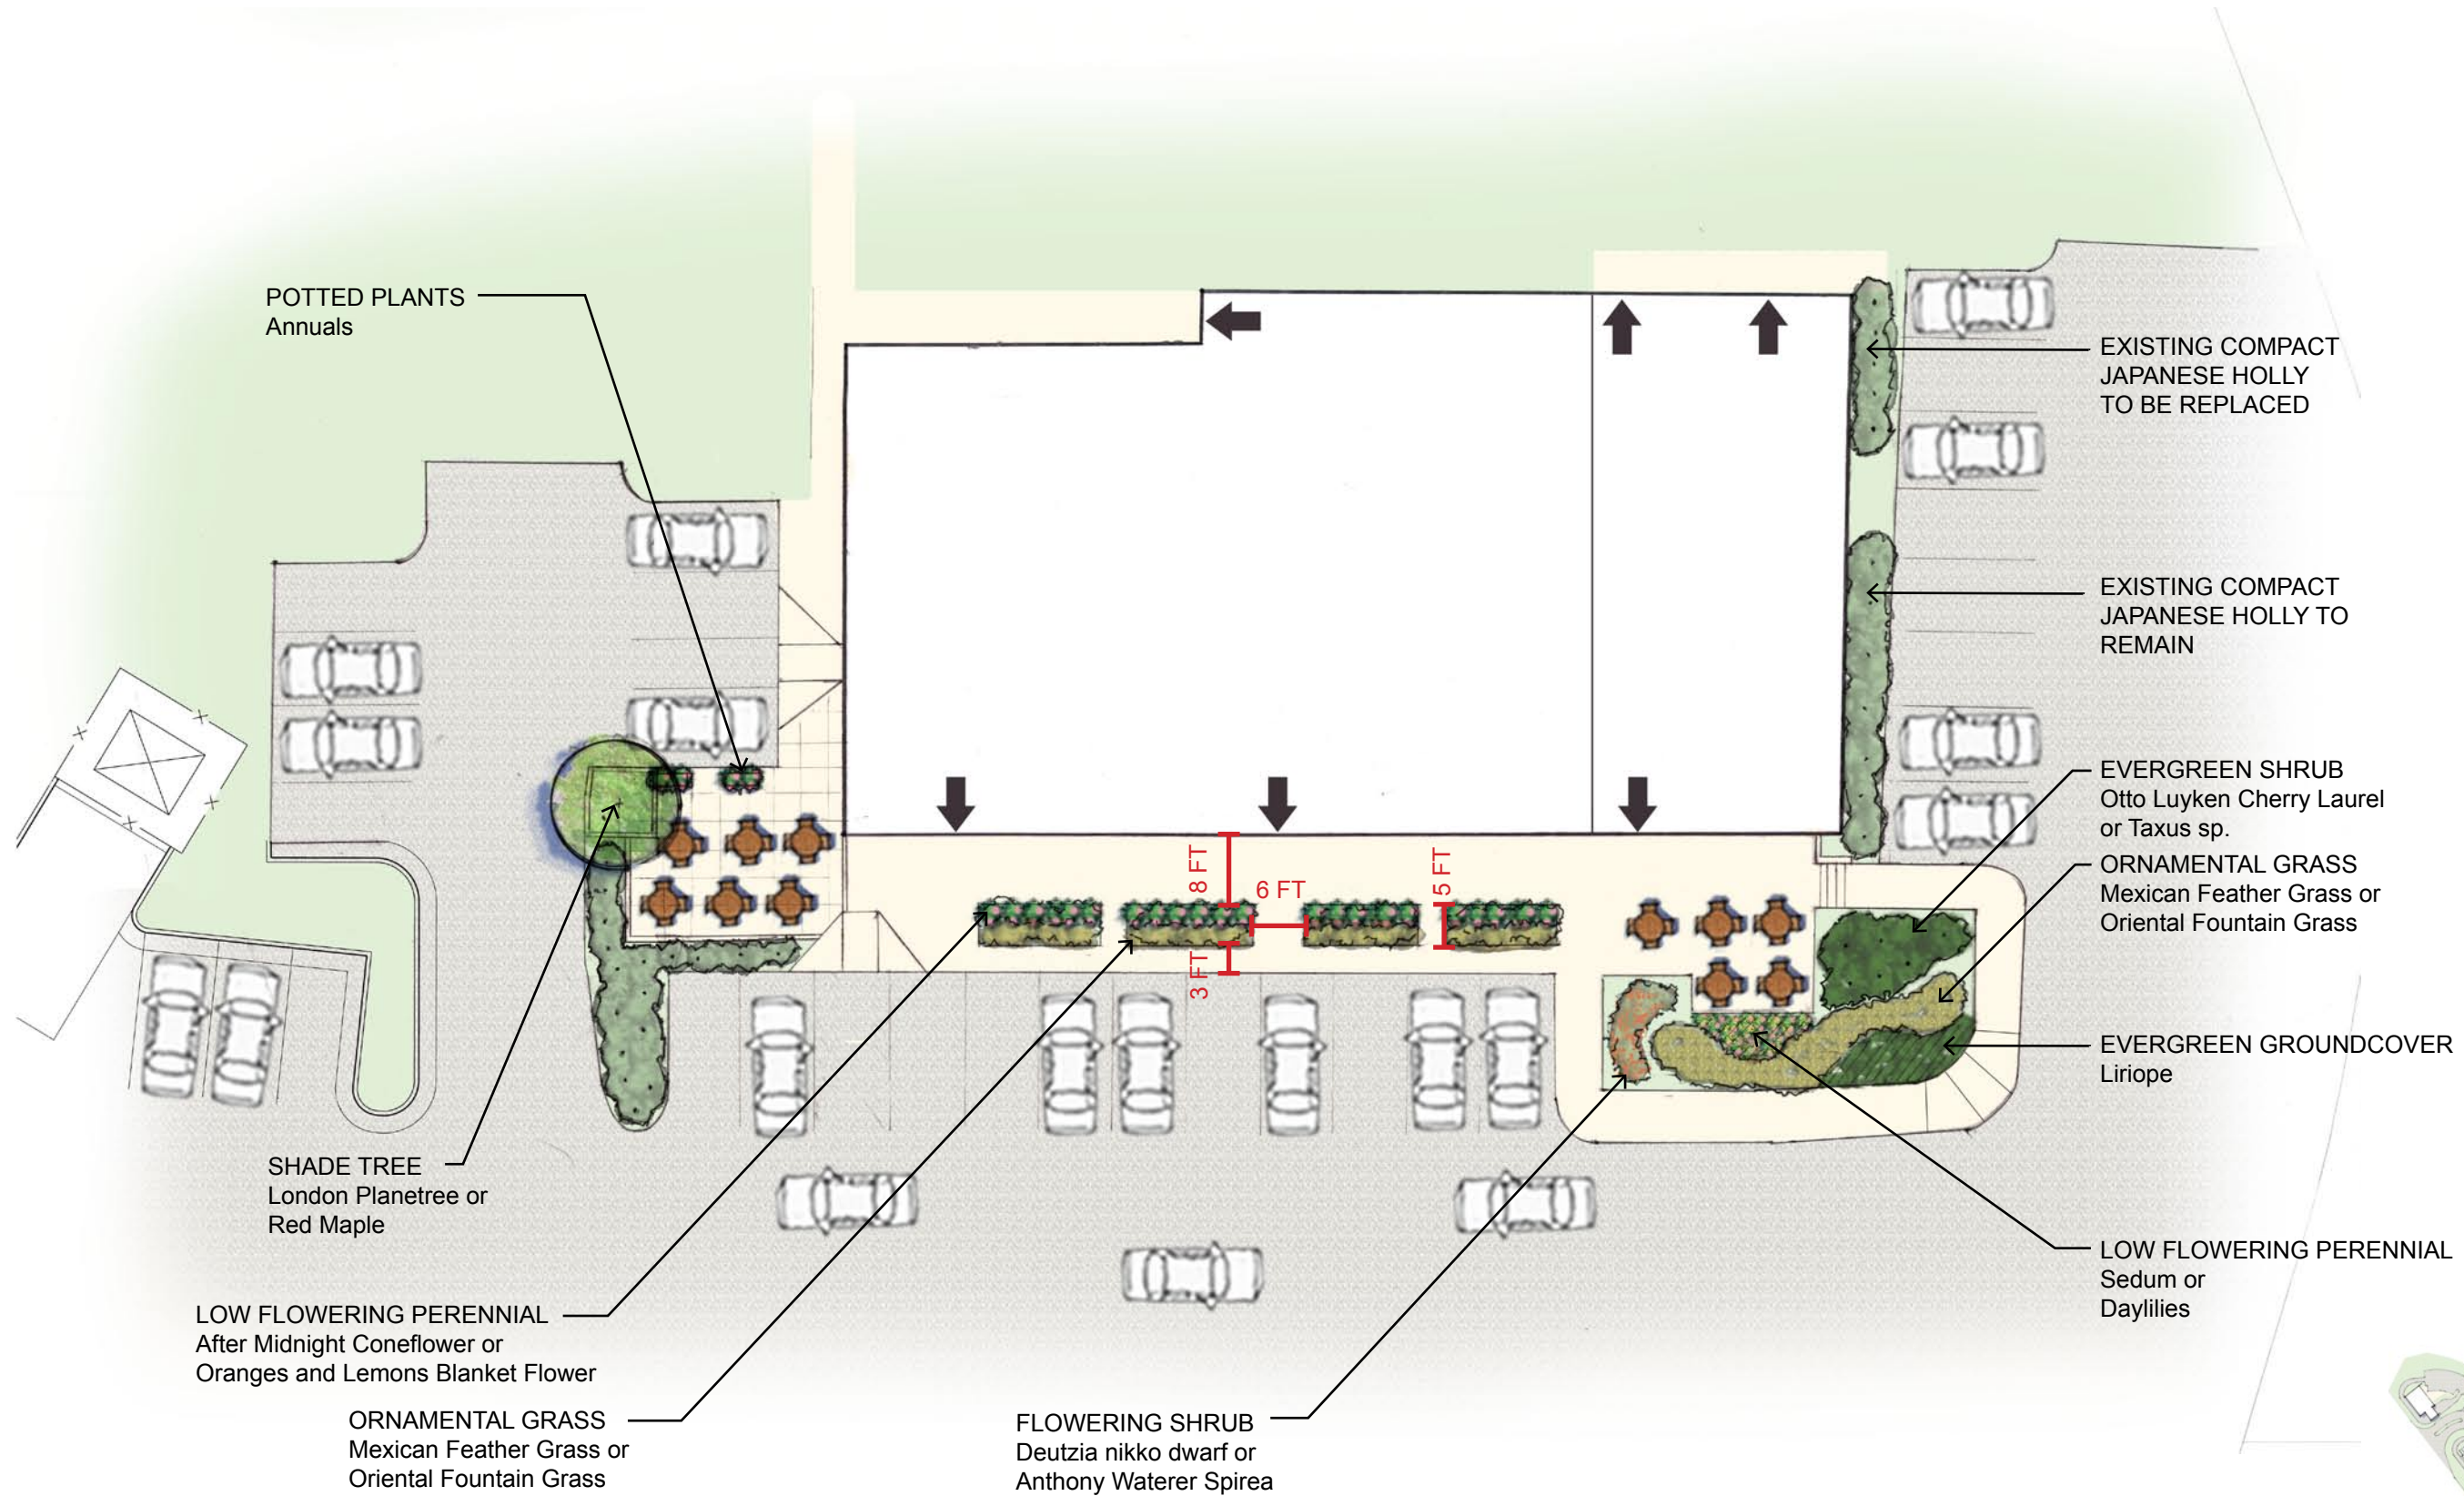 POTTED PLANTS
Annuals
EXISTING COMPACT
JAPANESE HOLLY
TO BE REPLACED
EXISTING COMPACT
JAPANESE HOLLY TO
REMAIN
EVERGREEN SHRUB
Otto Luyken Cherry Laurel
or Taxus sp.
ORNAMENTAL GRASS
Mexican Feather Grass or
Oriental Fountain Grass
8 FT
6 FT
5 FT
3 FT
EVERGREEN GROUNDCOVER
Liriope
SHADE TREE
London Planetree or
Red Maple
LOW FLOWERING PERENNIAL
Sedum or
Daylilies
LOW FLOWERING PERENNIAL
After Midnight Coneflower or
Oranges and Lemons Blanket Flower
ORNAMENTAL GRASS
Mexican Feather Grass or
Oriental Fountain Grass
FLOWERING SHRUB
Deutzia nikko dwarf or
Anthony Waterer Spirea